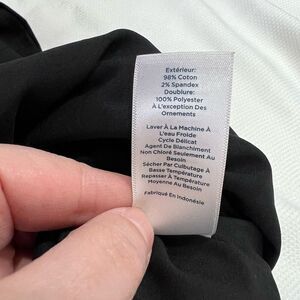 Extérieur:
98% Coton
2% Spandex
Doublure:
100% Polyester
À L'exception Des
Ornements
Laver À La Machine À
L'eau Froide
Cycle Délicat
Agent De Blanchiment
Non Chloré Seulement Au
Besoin
Sécher Par Culbutage À
Basse Température
Repasser À Température
Moyenne Au Besoin
Fabriqué En Indonésie